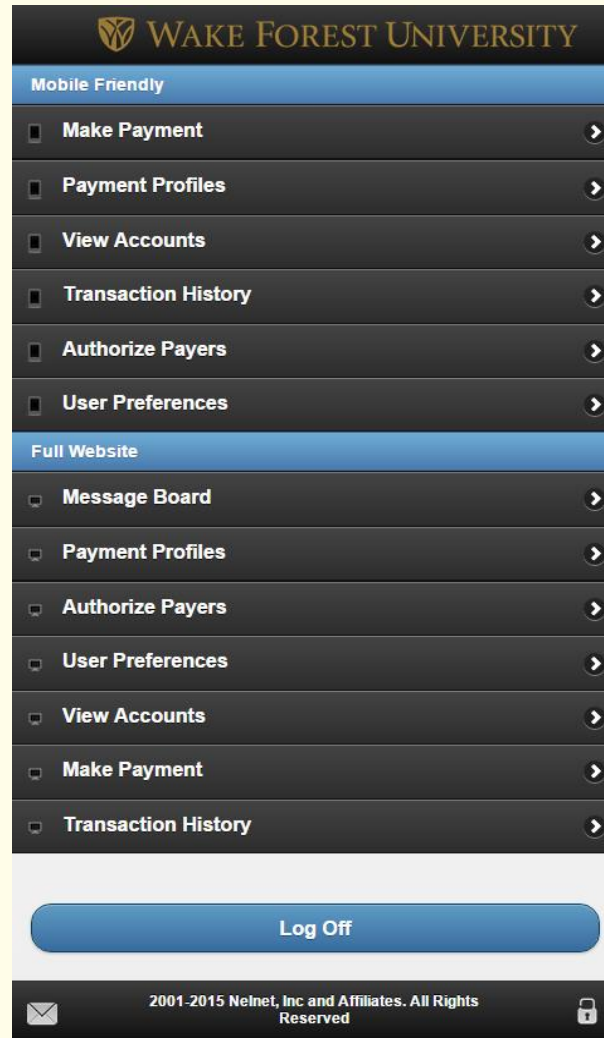 WAKE FOREST UNIVERSITY
Mobile Friendly
Make Payment
Payment Profiles
View Accounts
Transaction History
Authorize Payers
User Preferences
Full Website
Message Board
Payment Profiles
Authorize Payers
User Preferences
View Accounts
Make Payment
Transaction History
Log Off
2001-2015 Nelnet, Inc and Affiliates. All Rights
Reserved